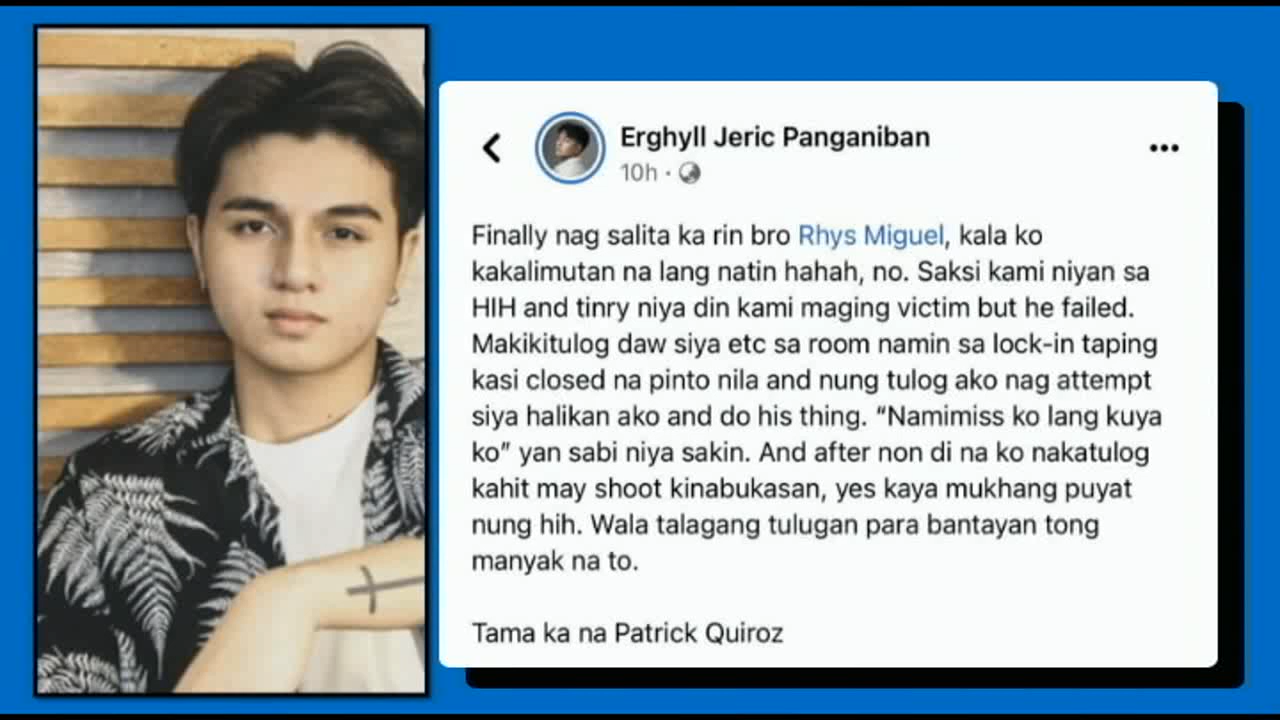 Erghyll Jeric Panganiban
10h ·
Finally nag salita ka rin bro Rhys Miguel, kala ko
kakalimutan na lang natin hahah, no. Saksi kami niyan sa
HIH and tinry niya din kami maging victim but he failed.
Makikitulog daw siya etc sa room namin sa lock-in taping
kasi closed na pinto nila and nung tulog ako nag attempt
siya halikan ako and do his thing. “Namimiss ko lang kuya
ko” yan sabi niya sakin. And after non di na ko nakatulog
kahit may shoot kinabukasan, yes kaya mukhang puyat
nung hih. Wala talagang tulugan para bantayan tong
manyak na to.
Tama ka na Patrick Quiroz